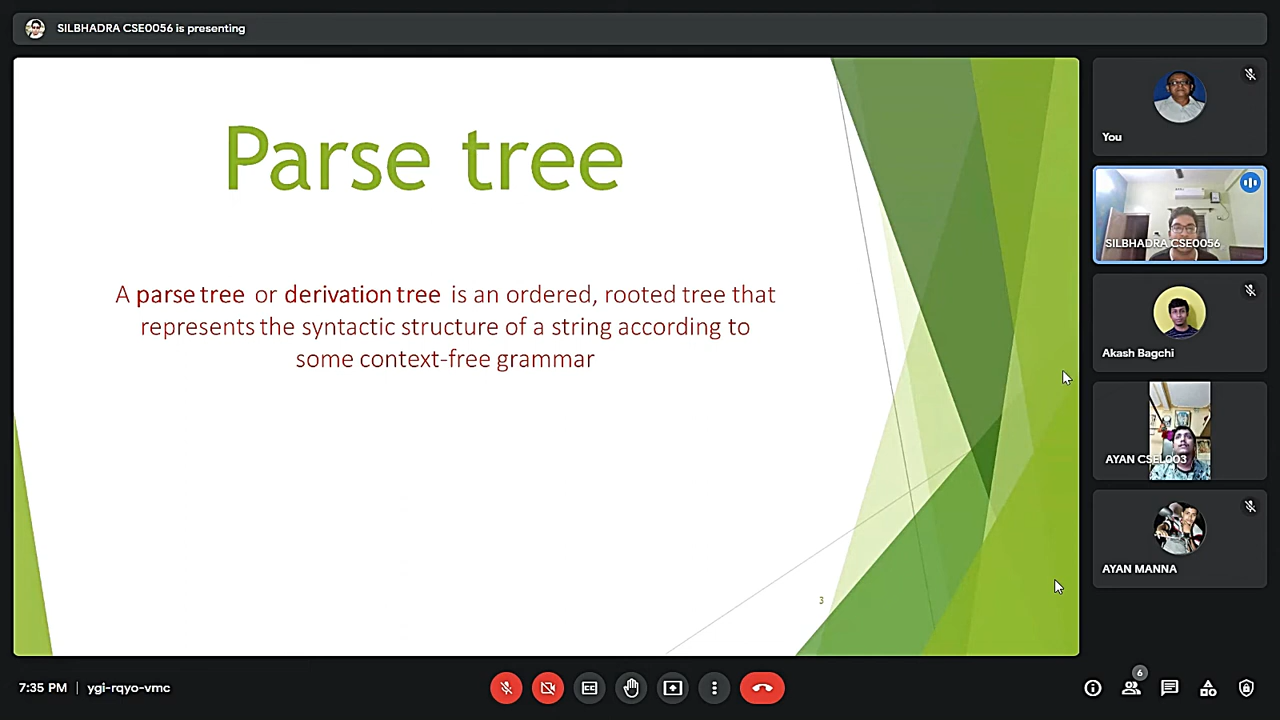 SILBHADRA CSE0056 is presenting
Parse tree
A parse tree or derivation tree is an ordered, rooted tree that
represents the syntactic structure of a string according to
some context-free grammar
3
You
SILBHADRA CSE0056
Akash Bagchi
AYAN CSEL003
AYAN MANNA
7:35 PM | ygi-rqyo-vmc
6